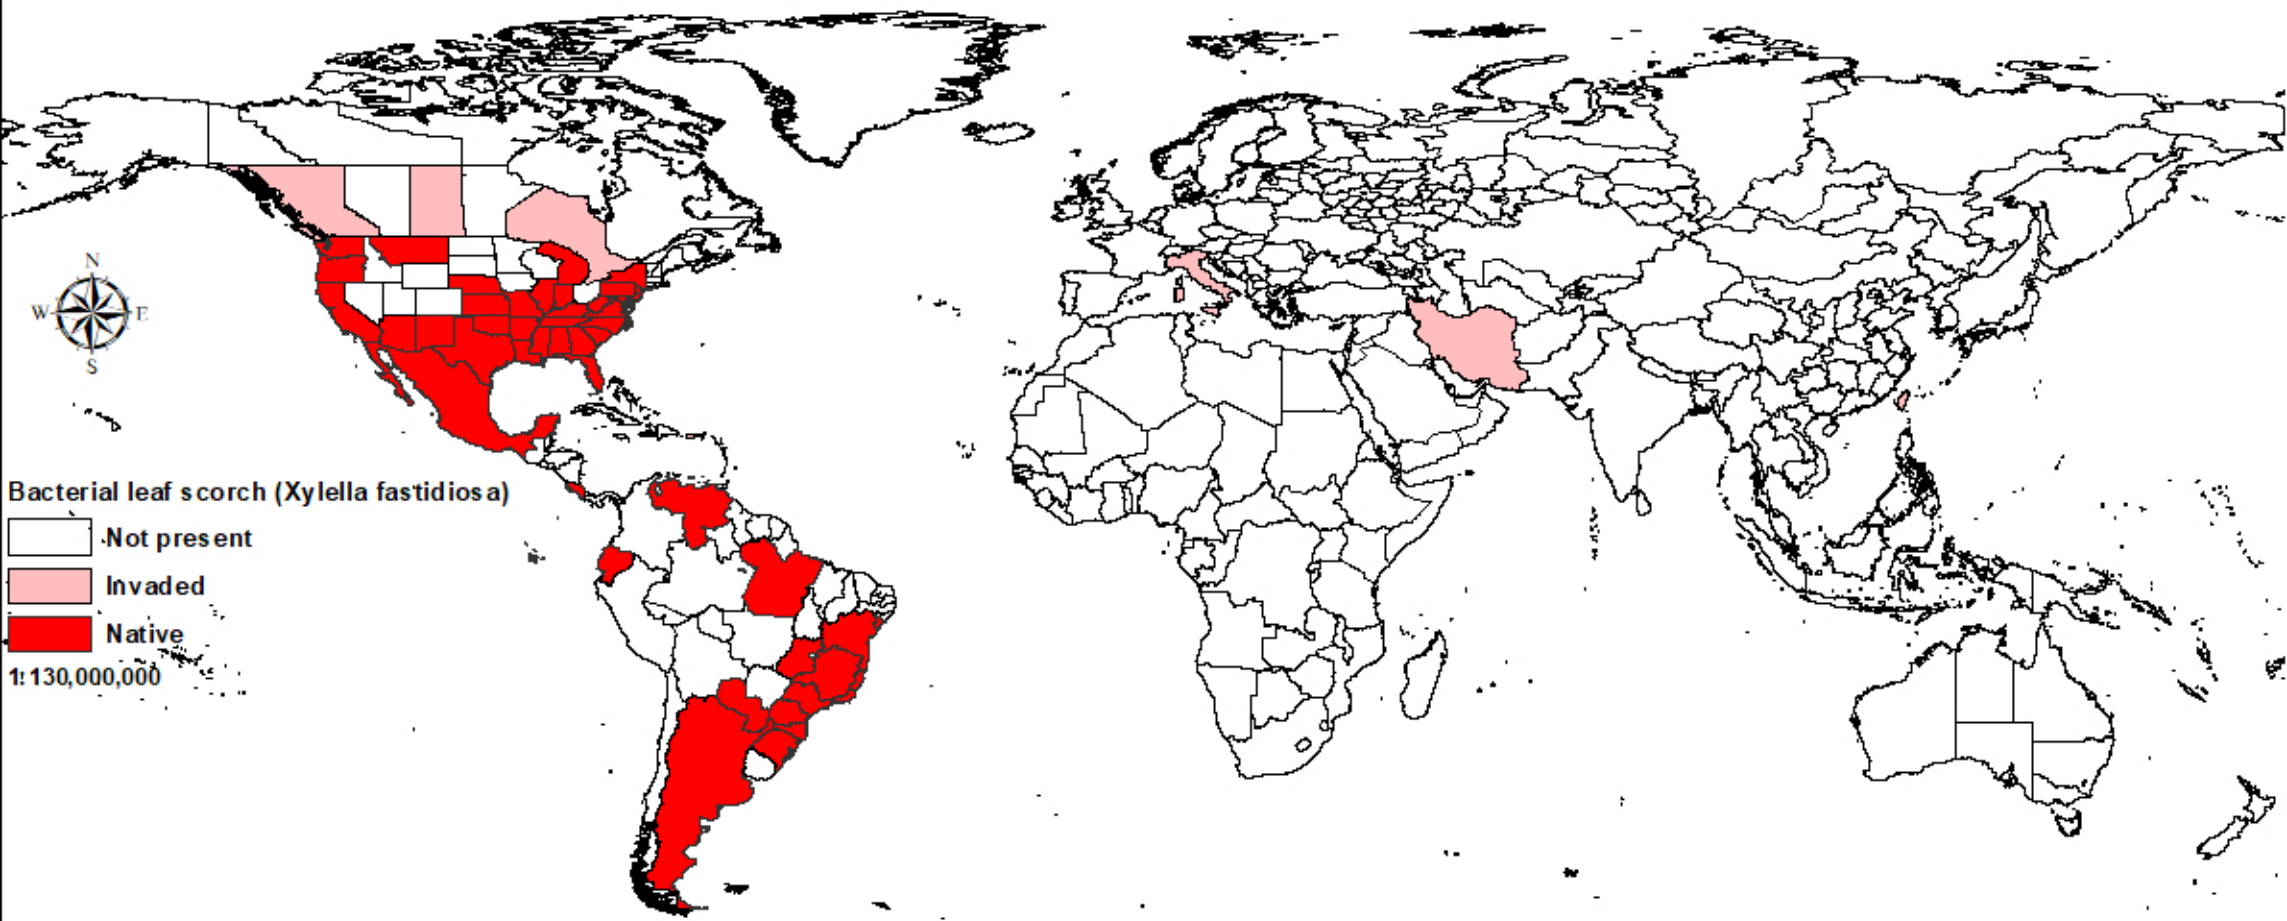 N
W E
S
Bacterial leaf scorch (Xylella fastidiosa)
Not present
Invaded
Native
1:130,000,000